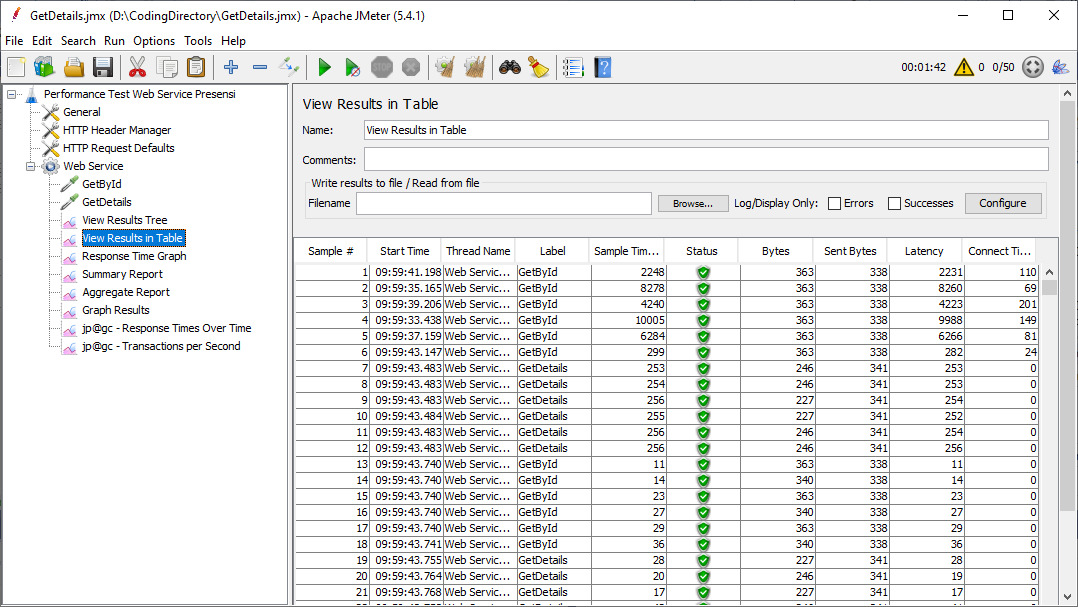 GetDetails.jmx (D:\CodingDirectory\GetDetails.jmx) - Apache JMeter (5.4.1)
File Edit Search Run Options Tools Help
STOP 00:01:42 0 0/50
Performance Test Web Service Presensi
General
HTTP Header Manager
HTTP Request Defaults
Web Service
GetById
GetDetails
View Results Tree
View Results in Table
Response Time Graph
Summary Report
Aggregate Report
Graph Results
jp@gc - Response Times Over Time
jp@gc - Transactions per Second
View Results in Table
Name: View Results in Table
Comments:
Write results to file / Read from file
Filename Browse... Log/Display Only: Errors Successes Configure
Sample # Start Time Thread Name Label Sample Tim... Status Bytes Sent Bytes Latency Connect Ti...
1 09:59:41.198 Web Servic... GetById 2248 363 338 2231 110
2 09:59:35.165 Web Servic... GetById 8278 363 338 8260 69
3 09:59:39.206 Web Servic... GetById 4240 363 338 4223 201
4 09:59:33.438 Web Servic... GetById 10005 363 338 9988 149
5 09:59:37.159 Web Servic... GetById 6284 363 338 6266 81
6 09:59:43.147 Web Servic... GetById 299 363 338 282 24
7 09:59:43.483 Web Servic... GetDetails 253 246 341 253 0
8 09:59:43.483 Web Servic... GetDetails 254 246 341 253 0
9 09:59:43.483 Web Servic... GetDetails 256 227 341 254 0
10 09:59:43.484 Web Servic... GetDetails 255 227 341 252 0
11 09:59:43.483 Web Servic... GetDetails 256 246 341 254 0
12 09:59:43.483 Web Servic... GetDetails 256 246 341 256 0
13 09:59:43.740 Web Servic... GetById 11 363 338 11 0
14 09:59:43.740 Web Servic... GetById 14 340 338 14 0
15 09:59:43.740 Web Servic... GetById 23 363 338 23 0
16 09:59:43.740 Web Servic... GetById 27 340 338 27 0
17 09:59:43.740 Web Servic... GetById 29 363 338 29 0
18 09:59:43.741 Web Servic... GetById 36 340 338 36 0
19 09:59:43.755 Web Servic... GetDetails 28 227 341 28 0
20 09:59:43.764 Web Servic... GetDetails 20 246 341 19 0
21 09:59:43.768 Web Servic... GetDetails 17 227 341 17 0